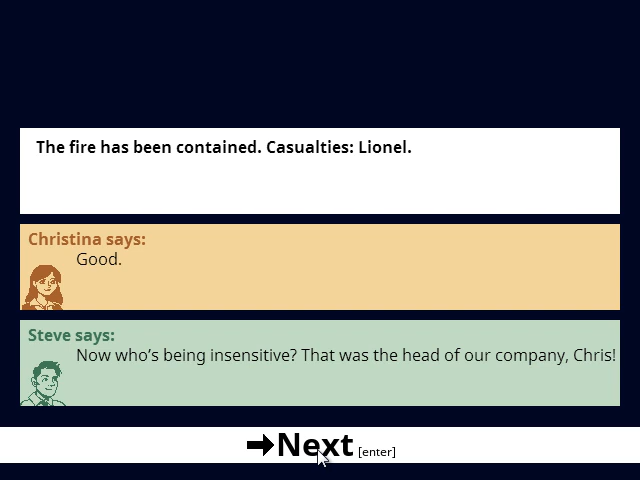 The fire has been contained. Casualties: Lionel.
Christina says:
Good.
Steve says:
Now who's being insensitive? That was the head of our company, Chris!
➡Next [enter]